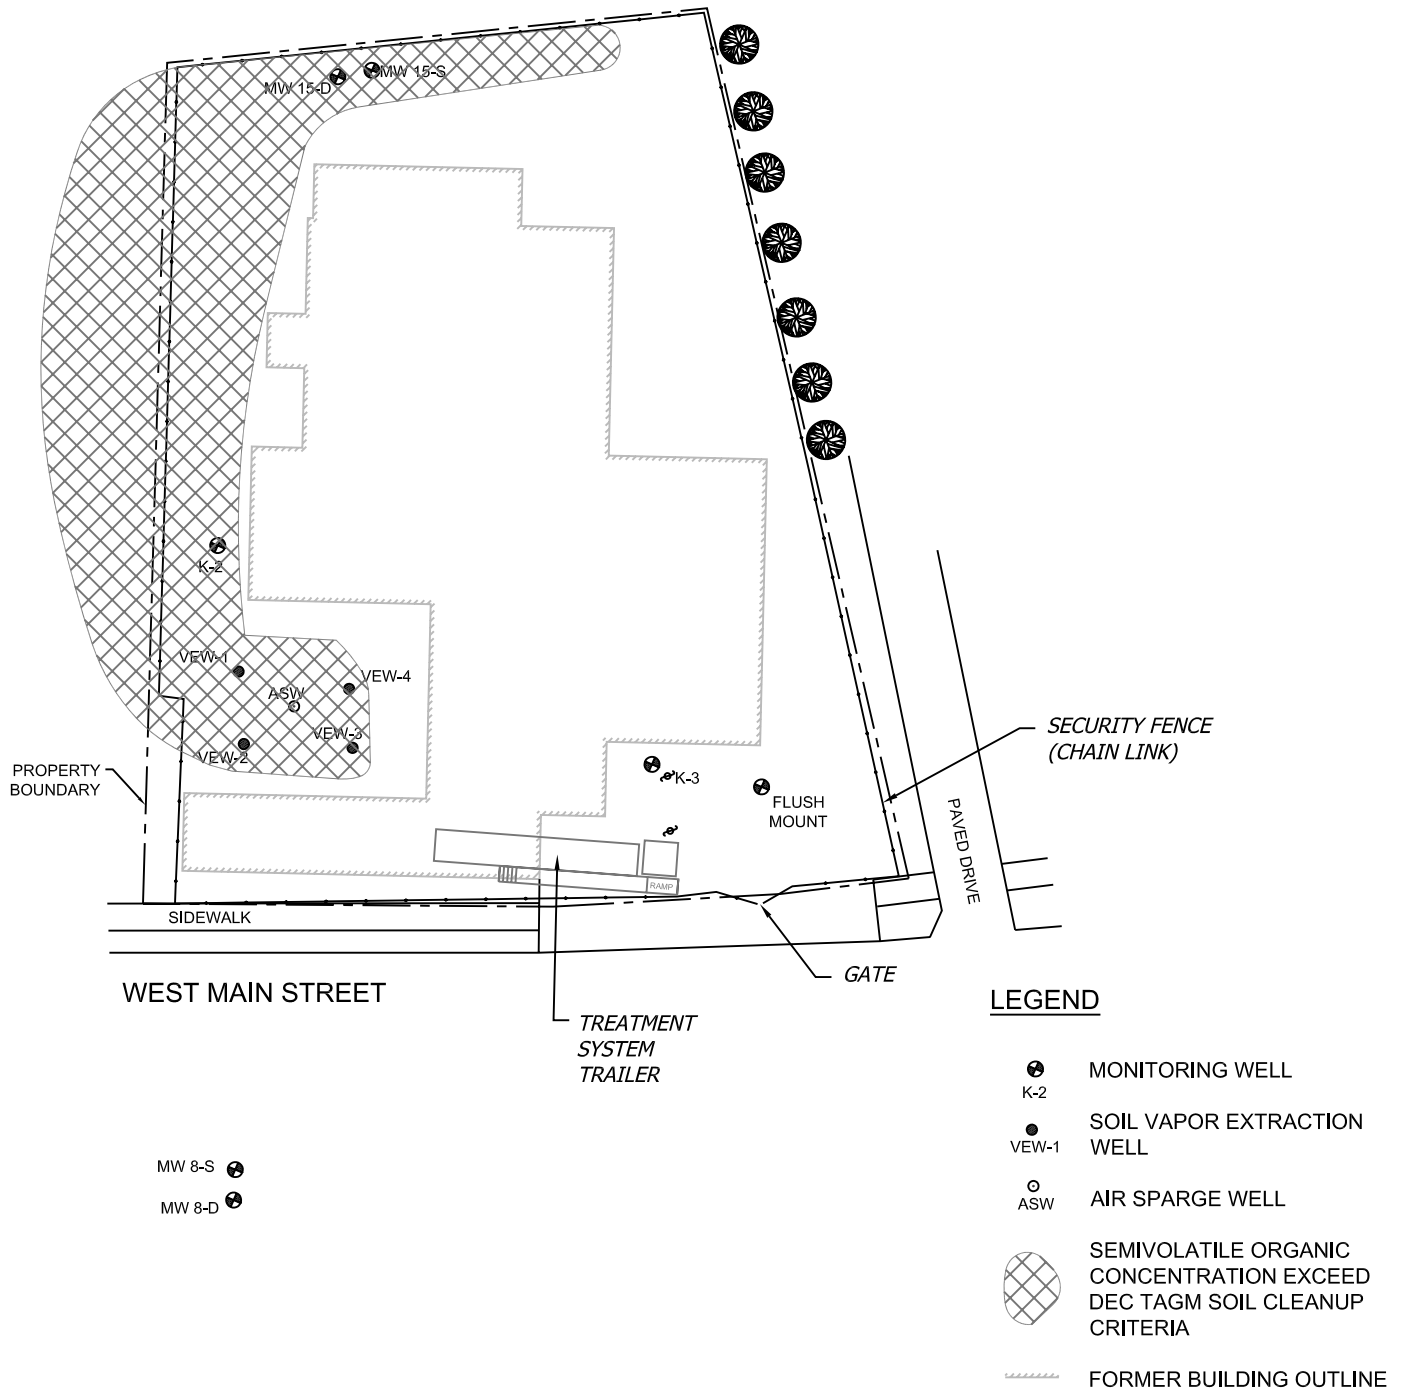 MW 15-S
MW 15-D
K-2
VEW-1
VEW-4
ASW
VEW-3
VEW-2
PROPERTY
BOUNDARY
SECURITY FENCE
(CHAIN LINK)
K-3
FLUSH
MOUNT
PAVED DRIVE
RAMP
SIDEWALK
GATE
WEST MAIN STREET
TREATMENT
SYSTEM
TRAILER
MW 8-S
MW 8-D
LEGEND
K-2
MONITORING WELL
VEW-1
SOIL VAPOR EXTRACTION
WELL
ASW
AIR SPARGE WELL
SEMIVOLATILE ORGANIC
CONCENTRATION EXCEED
DEC TAGM SOIL CLEANUP
CRITERIA
FORMER BUILDING OUTLINE